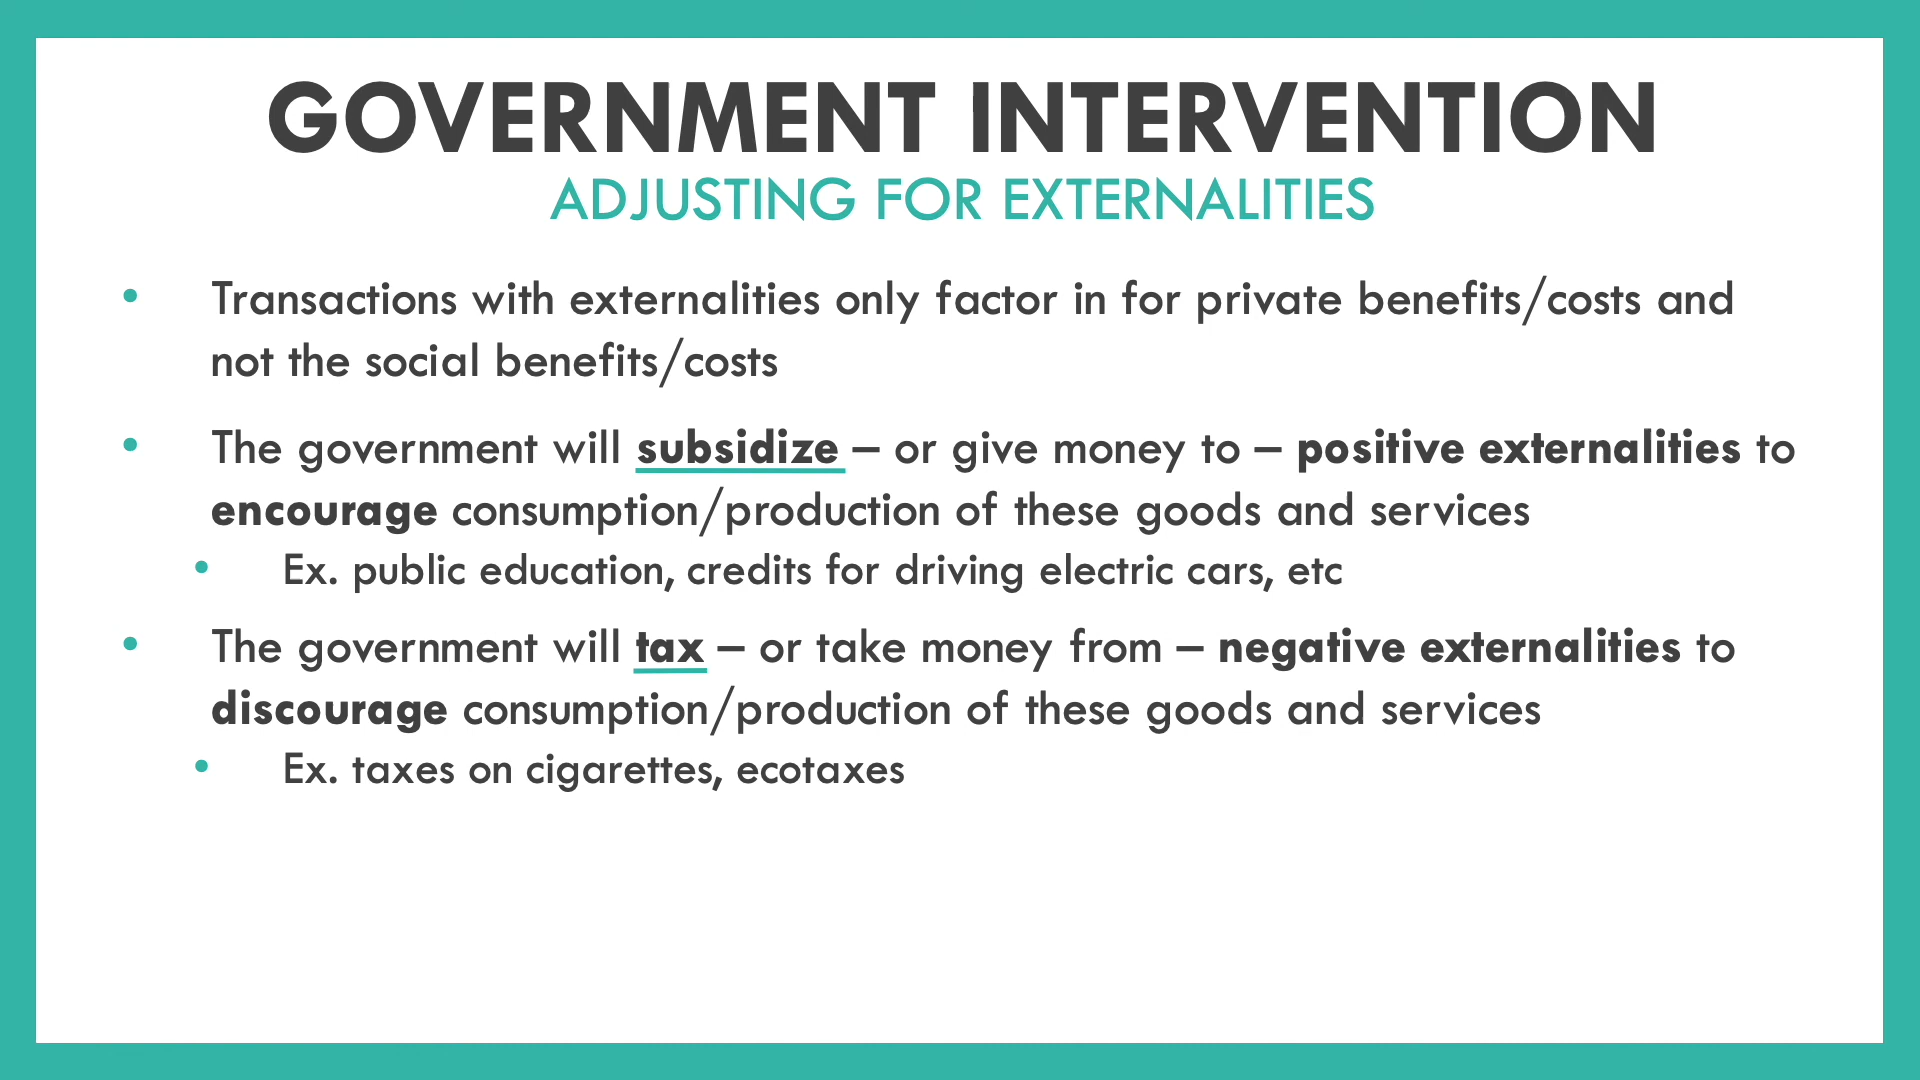 GOVERNMENT INTERVENTION
ADJUSTING FOR EXTERNALITIES
• Transactions with externalities only factor in for private benefits/costs and
not the social benefits/costs
• The government will subsidize – or give money to – positive externalities to
encourage consumption/production of these goods and services
• Ex. public education, credits for driving electric cars, etc
• The government will tax – or take money from – negative externalities to
discourage consumption/production of these goods and services
• Ex. taxes on cigarettes, ecotaxes